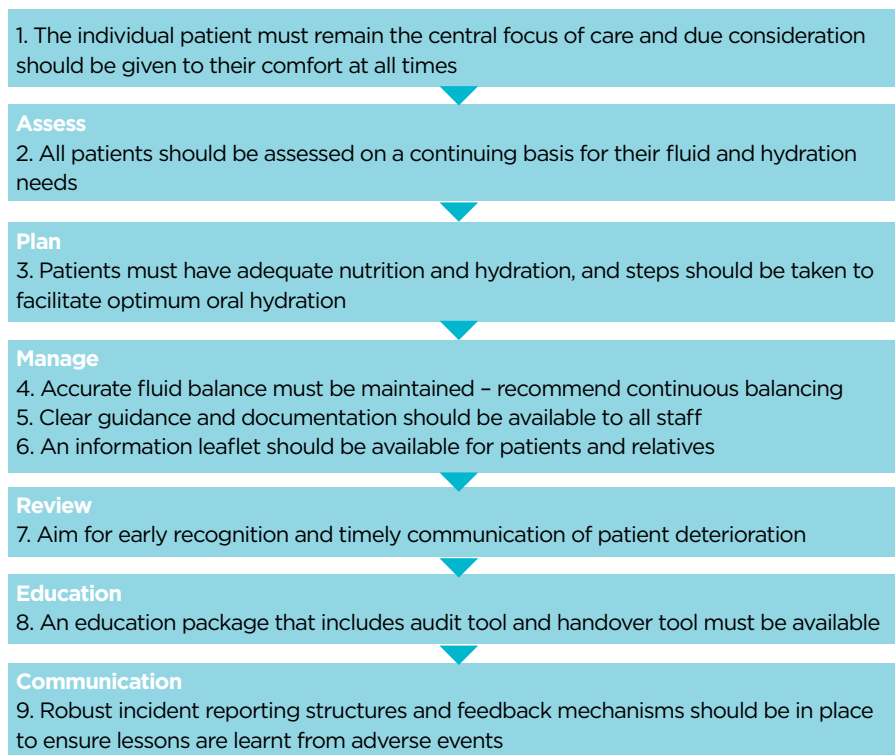 1. The individual patient must remain the central focus of care and due consideration
should be given to their comfort at all times
Assess
2. All patients should be assessed on a continuing basis for their fluid and hydration
needs
Plan
3. Patients must have adequate nutrition and hydration, and steps should be taken to
facilitate optimum oral hydration
Manage
4. Accurate fluid balance must be maintained – recommend continuous balancing
5. Clear guidance and documentation should be available to all staff
6. An information leaflet should be available for patients and relatives
Review
7. Aim for early recognition and timely communication of patient deterioration
Education
8. An education package that includes audit tool and handover tool must be available
Communication
9. Robust incident reporting structures and feedback mechanisms should be in place
to ensure lessons are learnt from adverse events